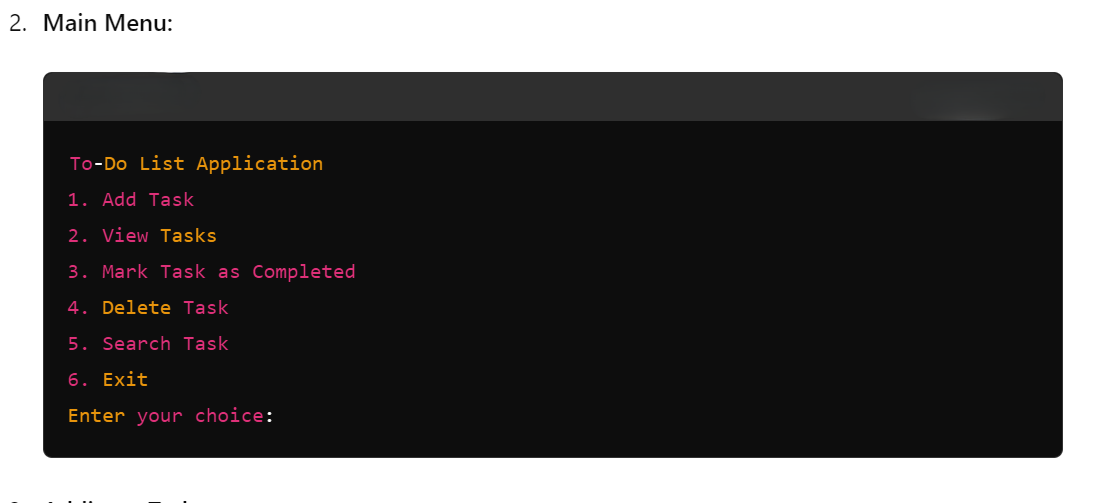 2. Main Menu:
To-Do List Application
1. Add Task
2. View Tasks
3. Mark Task as Completed
4. Delete Task
5. Search Task
6. Exit
Enter your choice: